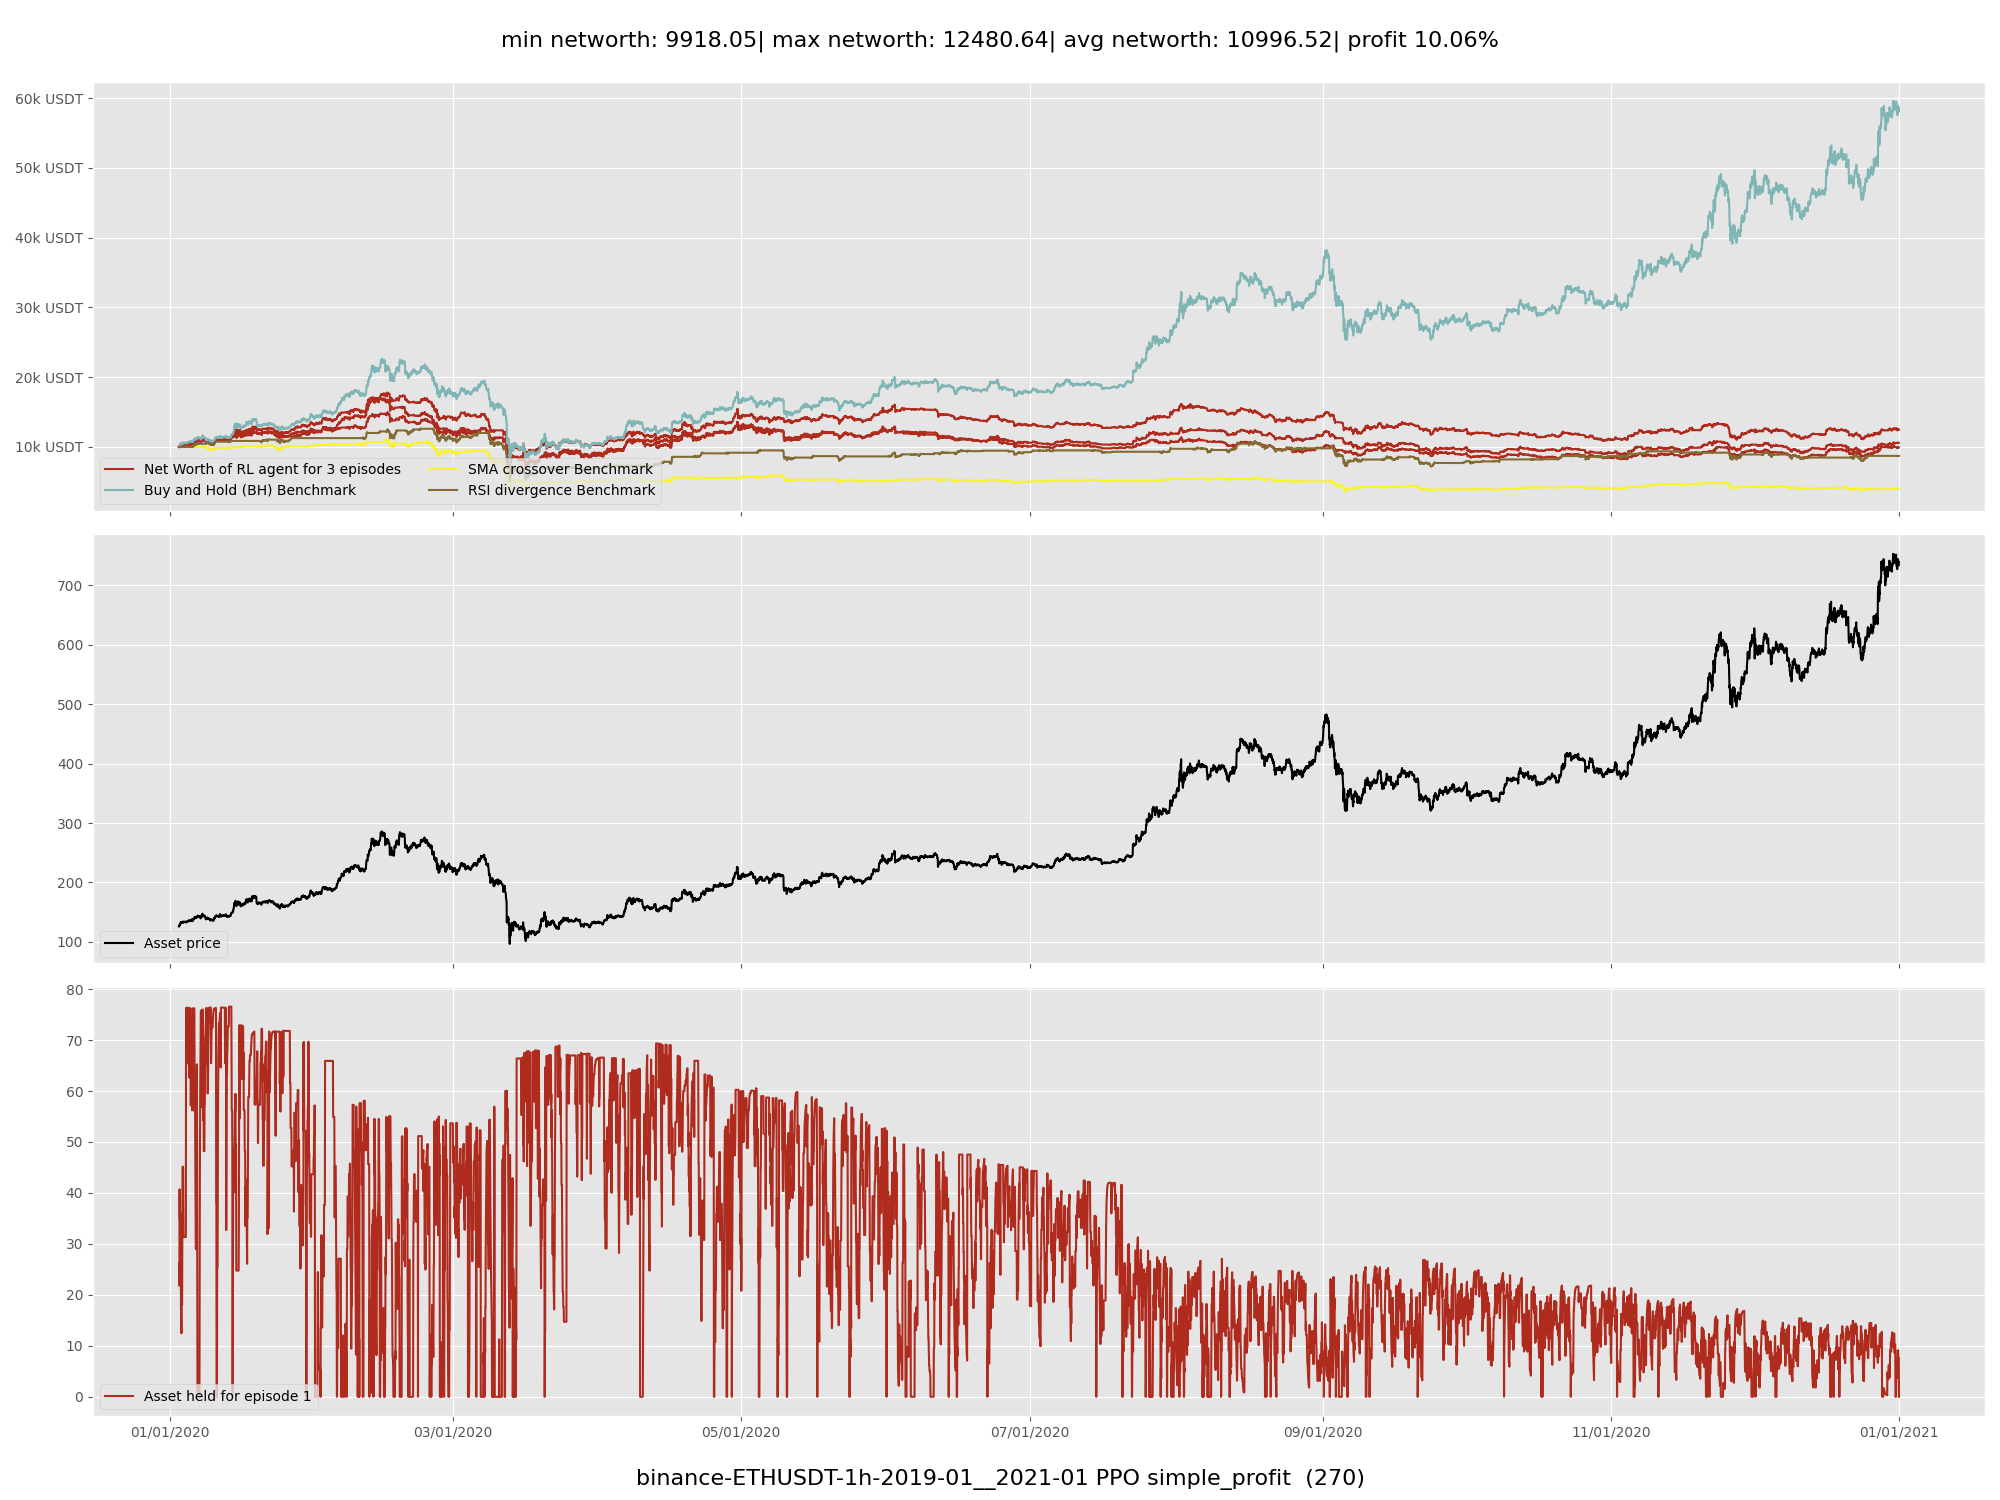 min networth: 9918.05| max networth: 12480.64| avg networth: 10996.52| profit 10.06%
60k USDT
50k USDT
40k USDT
30k USDT
20k USDT
10k USDT
Net Worth of RL agent for 3 episodes
Buy and Hold (BH) Benchmark
SMA crossover Benchmark
RSI divergence Benchmark
700
600
500
400
300
200
100
Asset price
80
70
60
50
40
30
20
10
0
Asset held for episode 1
01/01/2020 03/01/2020 05/01/2020 07/01/2020 09/01/2020 11/01/2020 01/01/2021
binance-ETHUSDT-1h-2019-01__2021-01 PPO simple_profit (270)